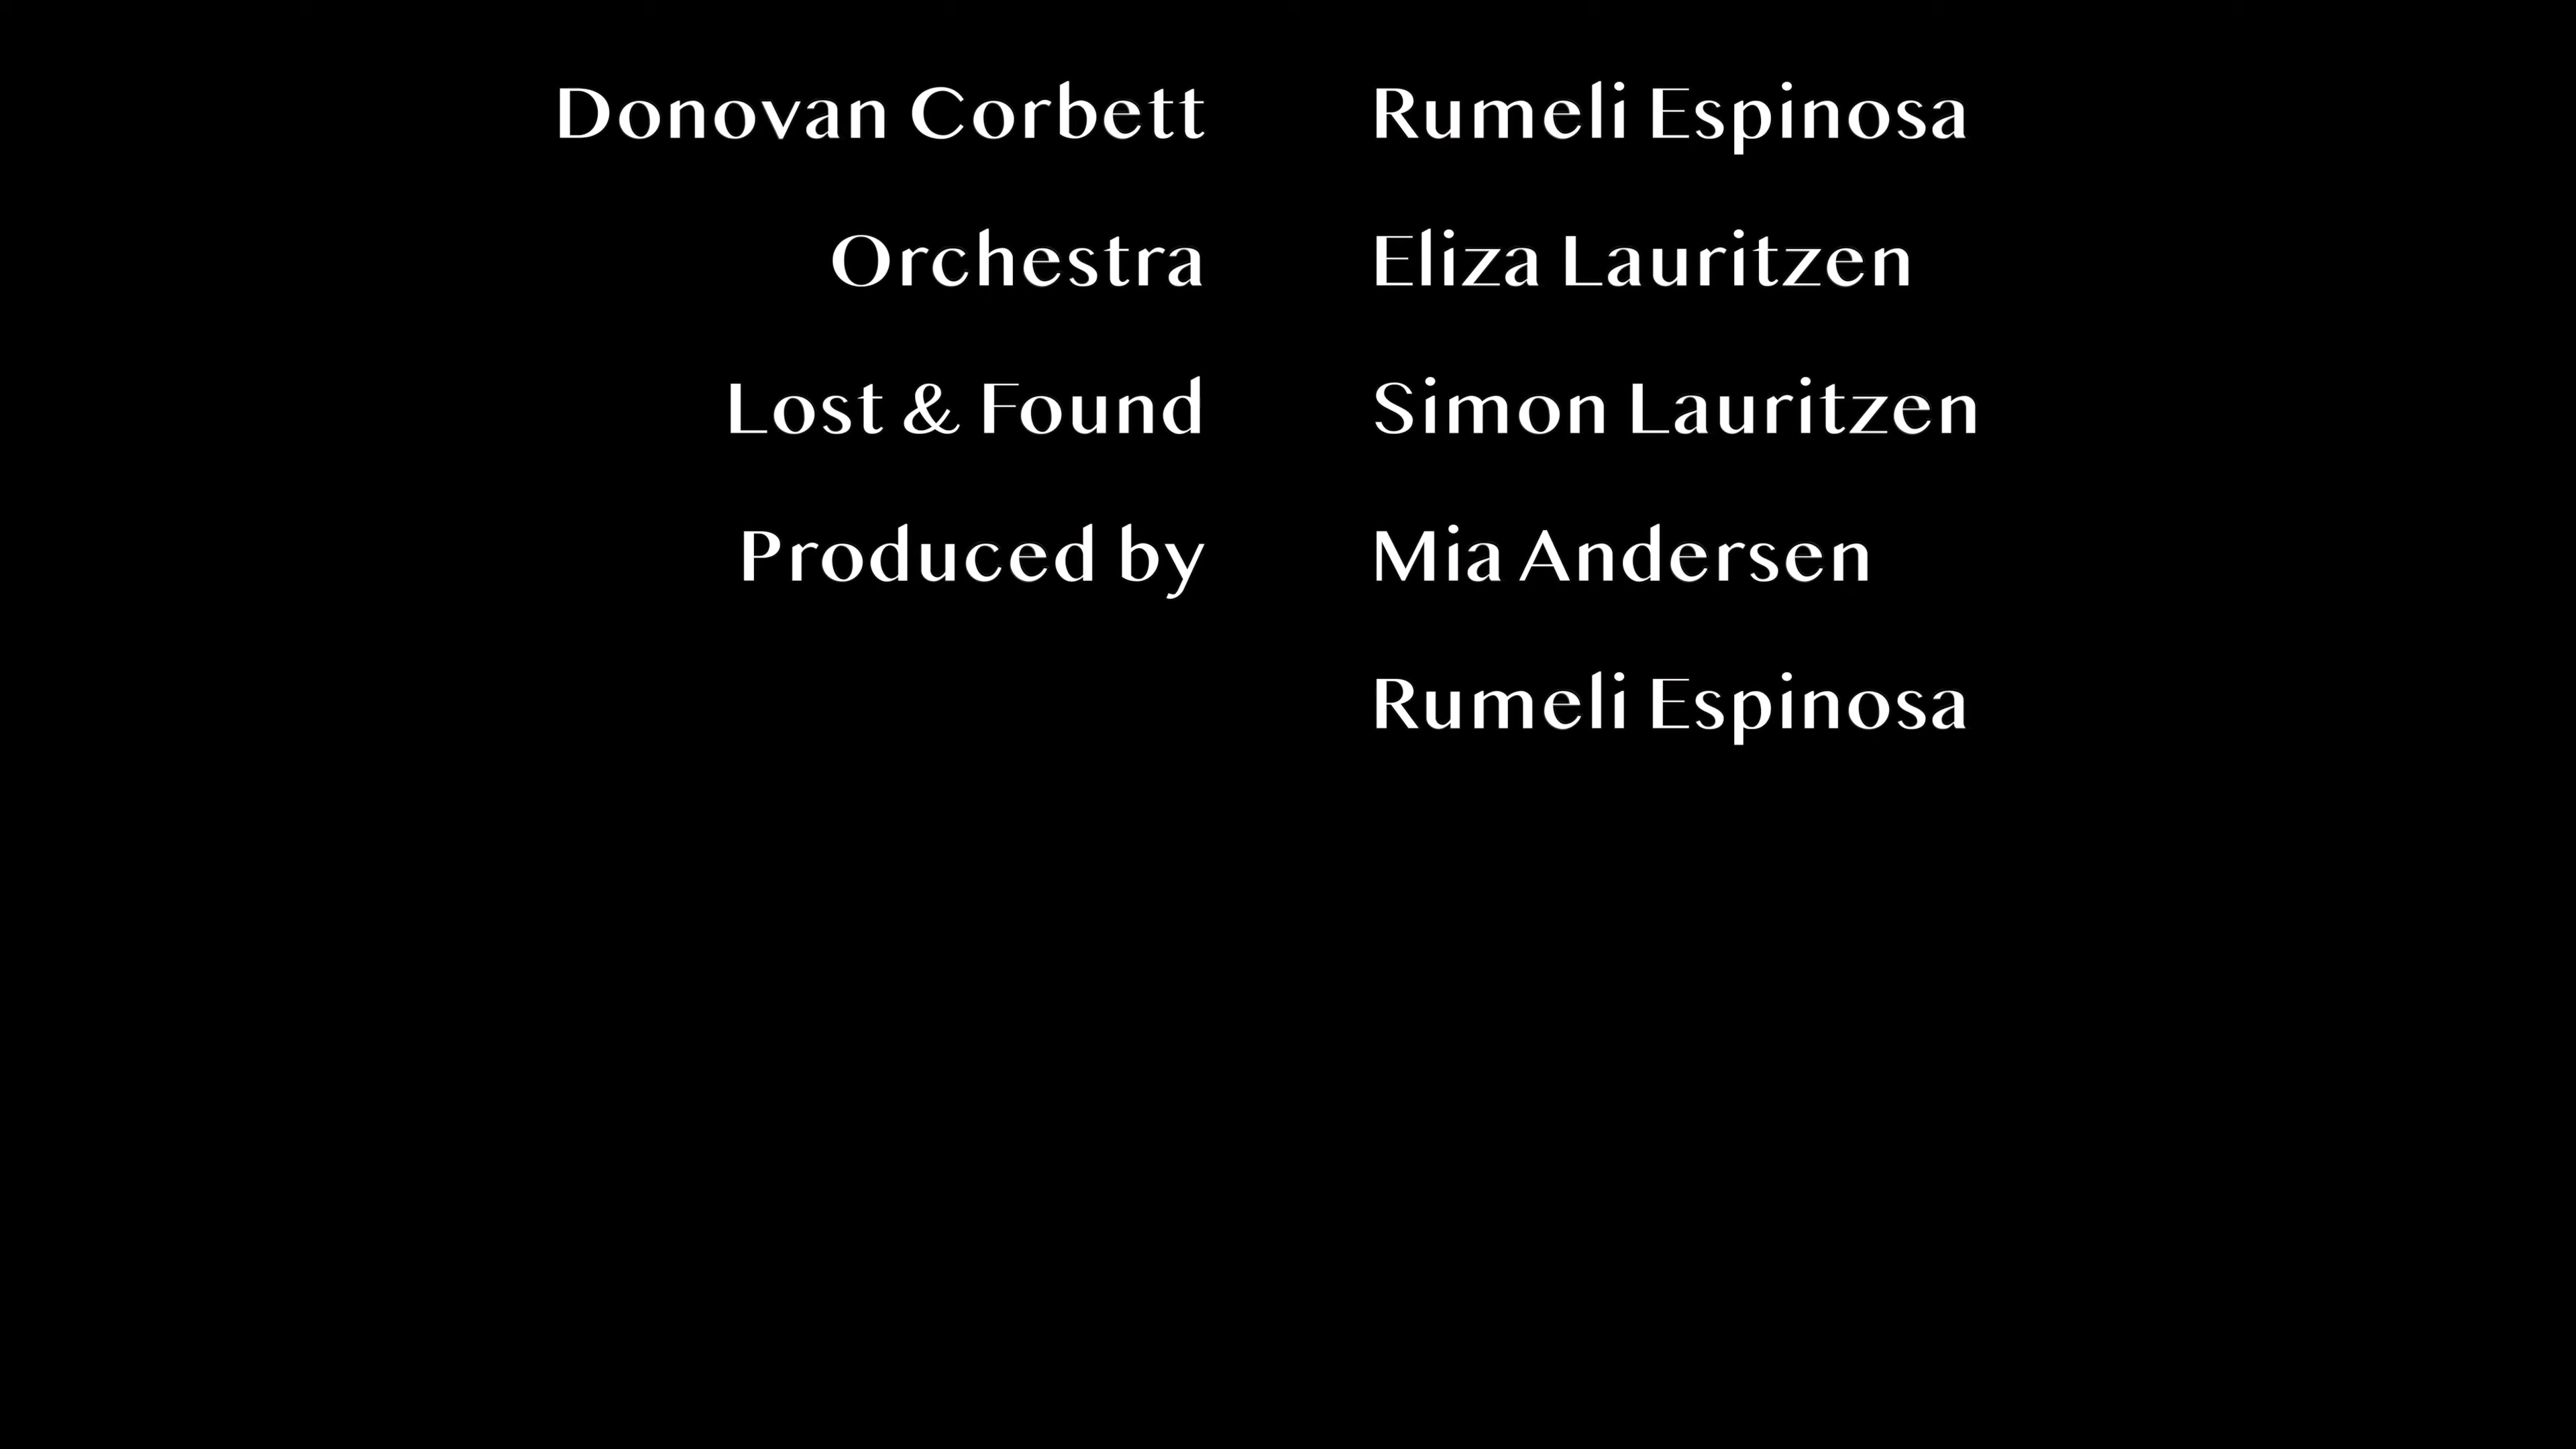 Donovan Corbett Rumeli Espinosa
Orchestra Eliza Lauritzen
Lost & Found Simon Lauritzen
Produced by Mia Andersen
Rumeli Espinosa